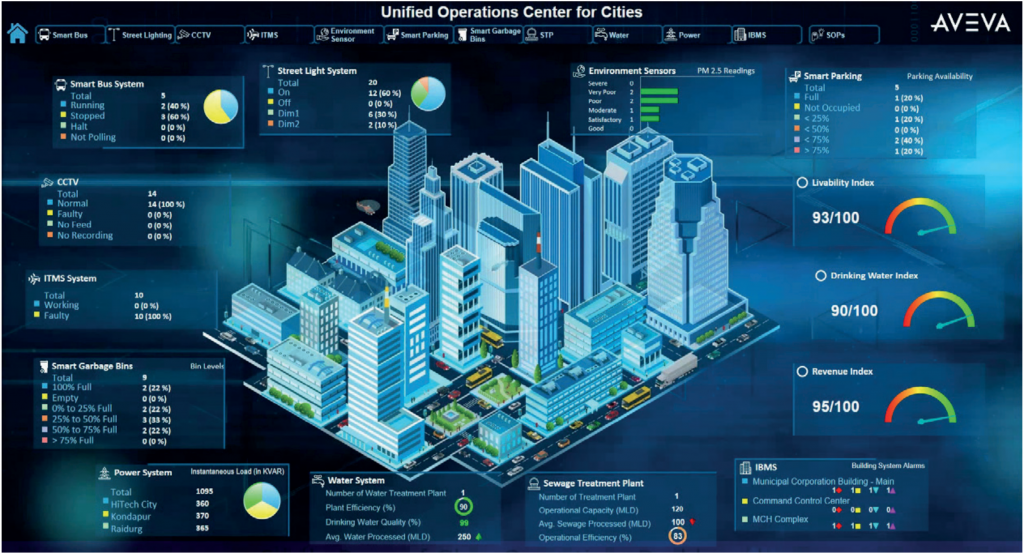 Unified Operations Center for Cities
AVEVA
Smart Bus
Street Lighting
CCTV
ITMS
Environment Sensor
Smart Parking
Smart Garbage Bins
STP
Water
Power
IBMS
SOPs
Smart Bus System
Total 5
Running 2 (40 %)
Stopped 3 (60 %)
Halt 0 (0 %)
Not Polling 0 (0 %)
Street Light System
Total 20
On 12 (60 %)
Off 0 (0 %)
Dim1 6 (30 %)
Dim2 2 (10 %)
Environment Sensors PM 2.5 Readings
Severe 0
Very Poor 2
Poor 2
Moderate 1
Satisfactory 1
Good 0
Smart Parking Parking Availability
Total 5
Full 1 (20 %)
Not Occupied 0 (0 %)
< 25% 1 (20 %)
< 50% 0 (0 %)
< 75% 2 (40 %)
> 75% 1 (20 %)
CCTV
Total 14
Normal 14 (100 %)
Faulty 0 (0 %)
No Feed 0 (0 %)
No Recording 0 (0 %)
Livability Index
93/100
ITMS System
Total 10
Working 0 (0 %)
Faulty 10 (100 %)
Drinking Water Index
90/100
Smart Garbage Bins Bin Levels
Total 9
100% Full 2 (22 %)
Empty 0 (0 %)
0% to 25% Full 2 (22 %)
25% to 50% Full 3 (33 %)
50% to 75% Full 2 (22 %)
> 75% Full 0 (0 %)
Revenue Index
95/100
Power System Instantaneous Load (in KVAR)
Total 1095
HiTech City 360
Kondapur 370
Raidurg 365
Water System
Number of Water Treatment Plant 1
Plant Efficiency (%) 90
Drinking Water Quality (%) 99
Avg. Water Processed (MLD) 250
Sewage Treatment Plant
Number of Treatment Plant 1
Operational Capacity (MLD) 120
Avg. Sewage Processed (MLD) 100
Operational Efficiency (%) 83
IBMS Building System Alarms
Municipal Corporation Building - Main
1 1 1 1
Command Control Center
0 0 0 0
MCH Complex
1 1 1 1